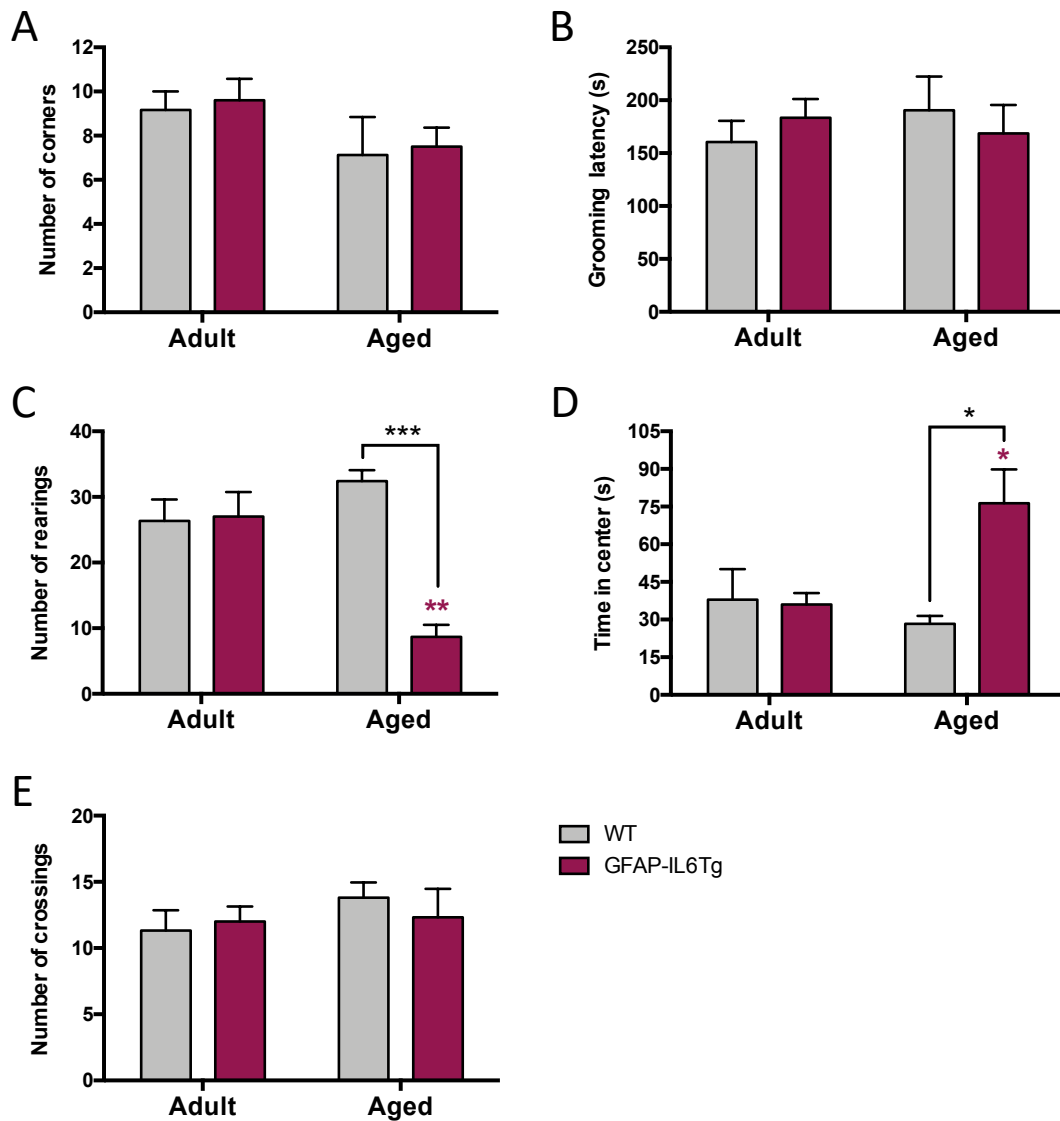 A
Number of corners
12
10
8
6
4
2
0
Adult
Aged
B
Grooming latency (s)
250
200
150
100
50
0
Adult
Aged
C
Number of rearings
40
30
20
10
0
***
**
Adult
Aged
D
Time in center (s)
105
90
75
60
45
30
15
0
*
*
Adult
Aged
E
Number of crossings
20
15
10
5
0
Adult
Aged
WT
GFAP-IL6Tg